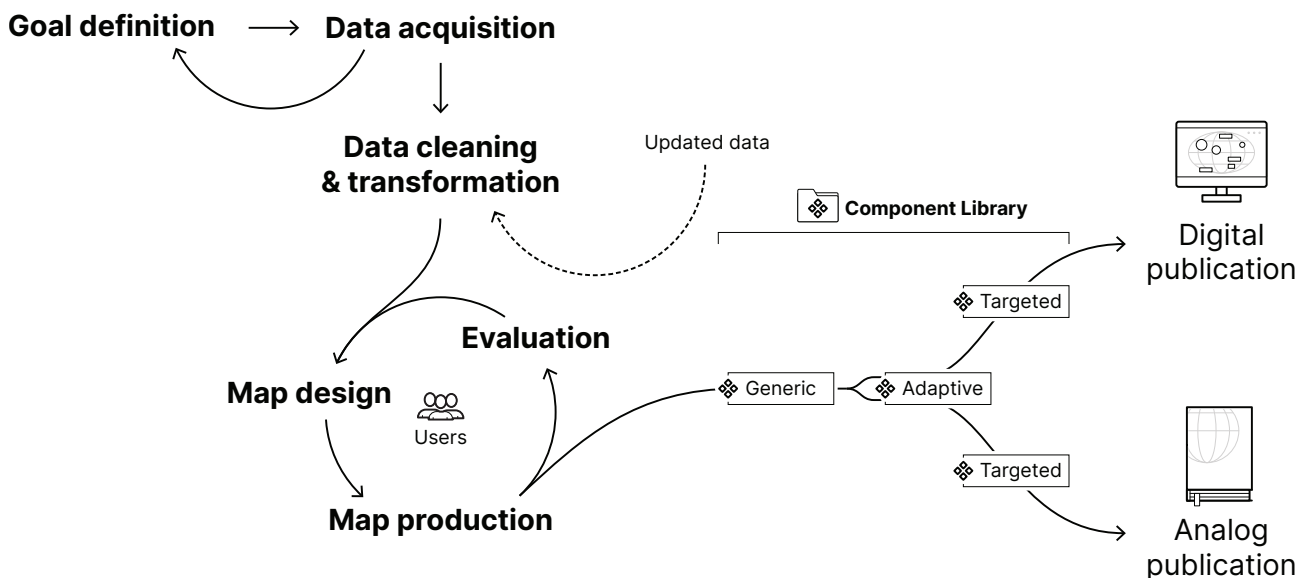 Goal definition
Data acquisition
Data cleaning
& transformation
Updated data
Component Library
Digital
publication
Targeted
Evaluation
Map design
Users
Generic
Adaptive
Targeted
Map production
Analog
publication